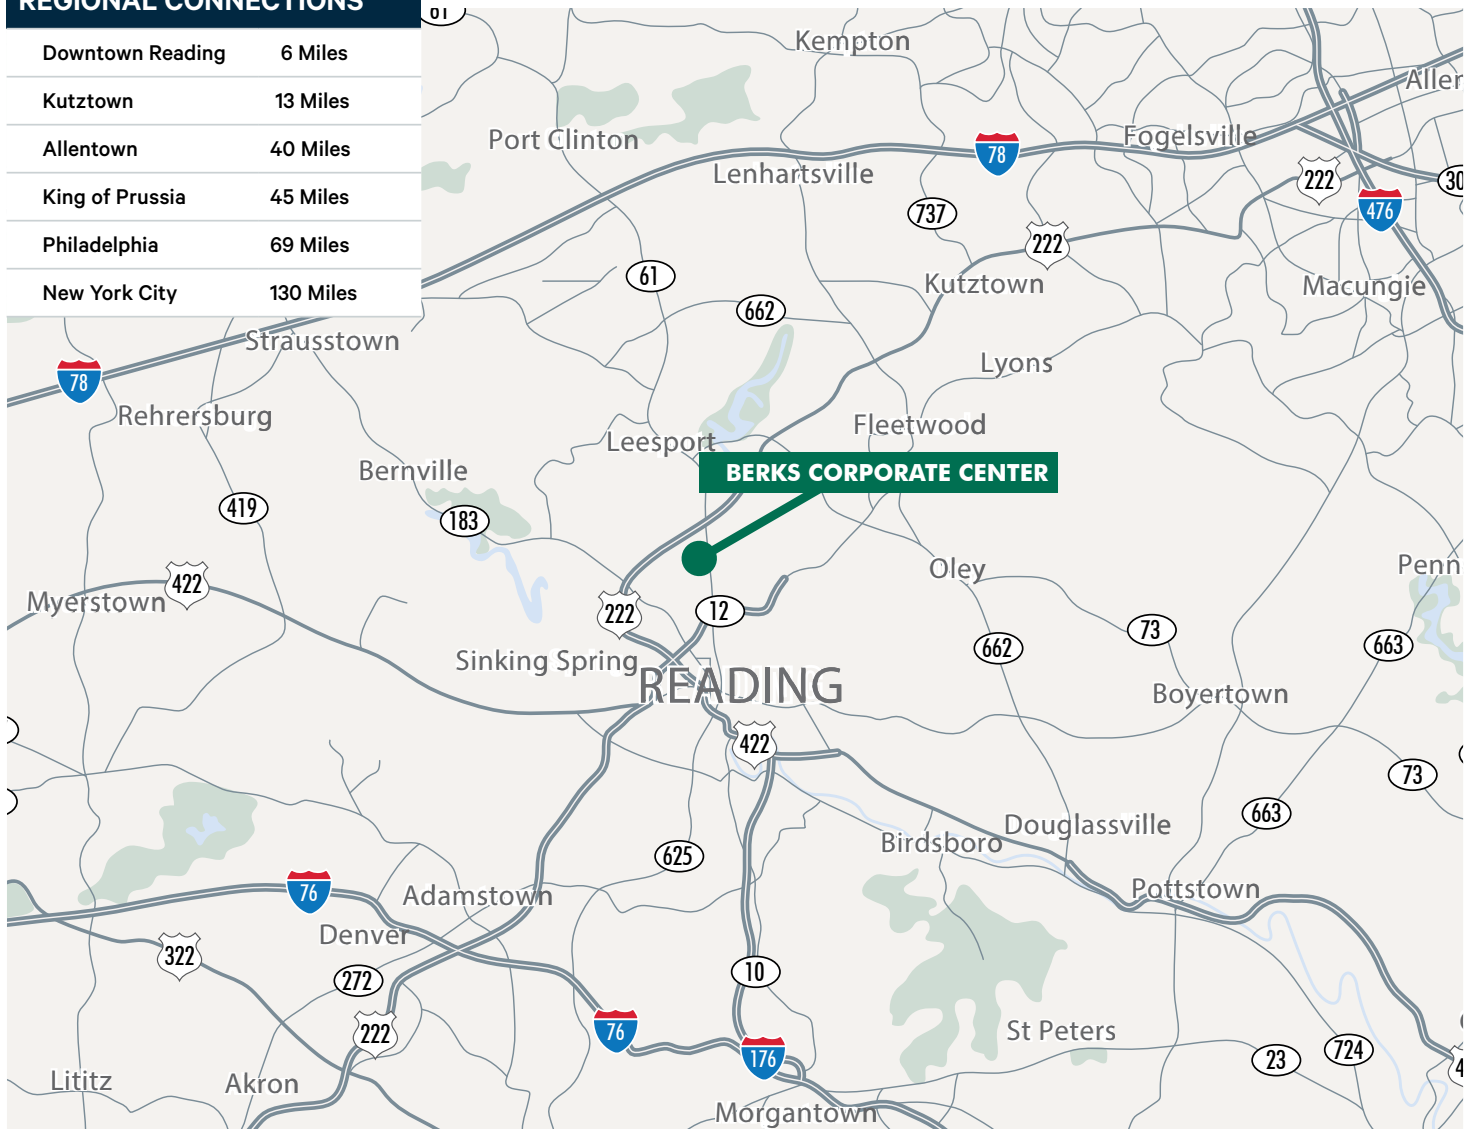 REGIONAL CONNECTIONS
Downtown Reading 6 Miles
Kutztown 13 Miles
Allentown 40 Miles
King of Prussia 45 Miles
Philadelphia 69 Miles
New York City 130 Miles
61
Kempton
Port Clinton
Fogelsville
78
Lenhartsville
222
476
737
222
61
Kutztown
Macungie
662
Strausstown
Lyons
78
Rehrersburg
Fleetwood
Leesport
Bernville
BERKS CORPORATE CENTER
419
183
Oley
422
Myerstown
222
12
73
662
663
Sinking Spring
READING
Boyertown
422
73
663
Douglassville
Birdsboro
625
76
Adamstown
Pottstown
Denver
322
272
10
222
76
St Peters
176
23
724
Lititz
Akron
Morgantown